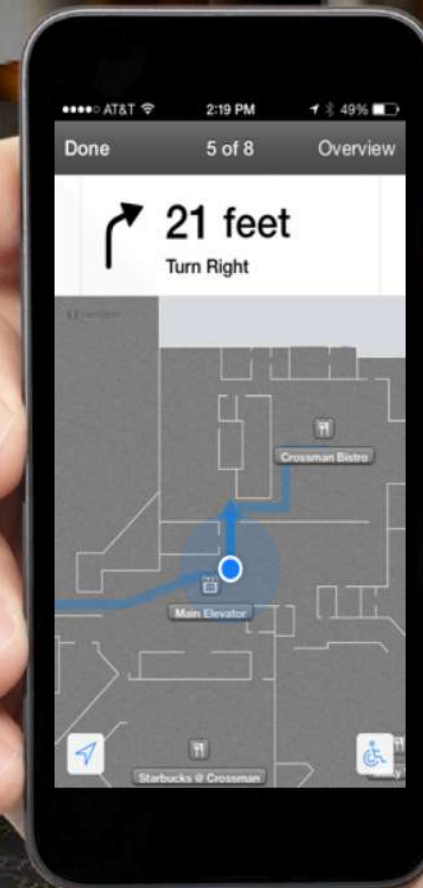 AT&T 2:19 PM 49%
Done 5 of 8 Overview
21 feet
Turn Right
Crossman Bistro
Main Elevator
Starbucks @ Crossman